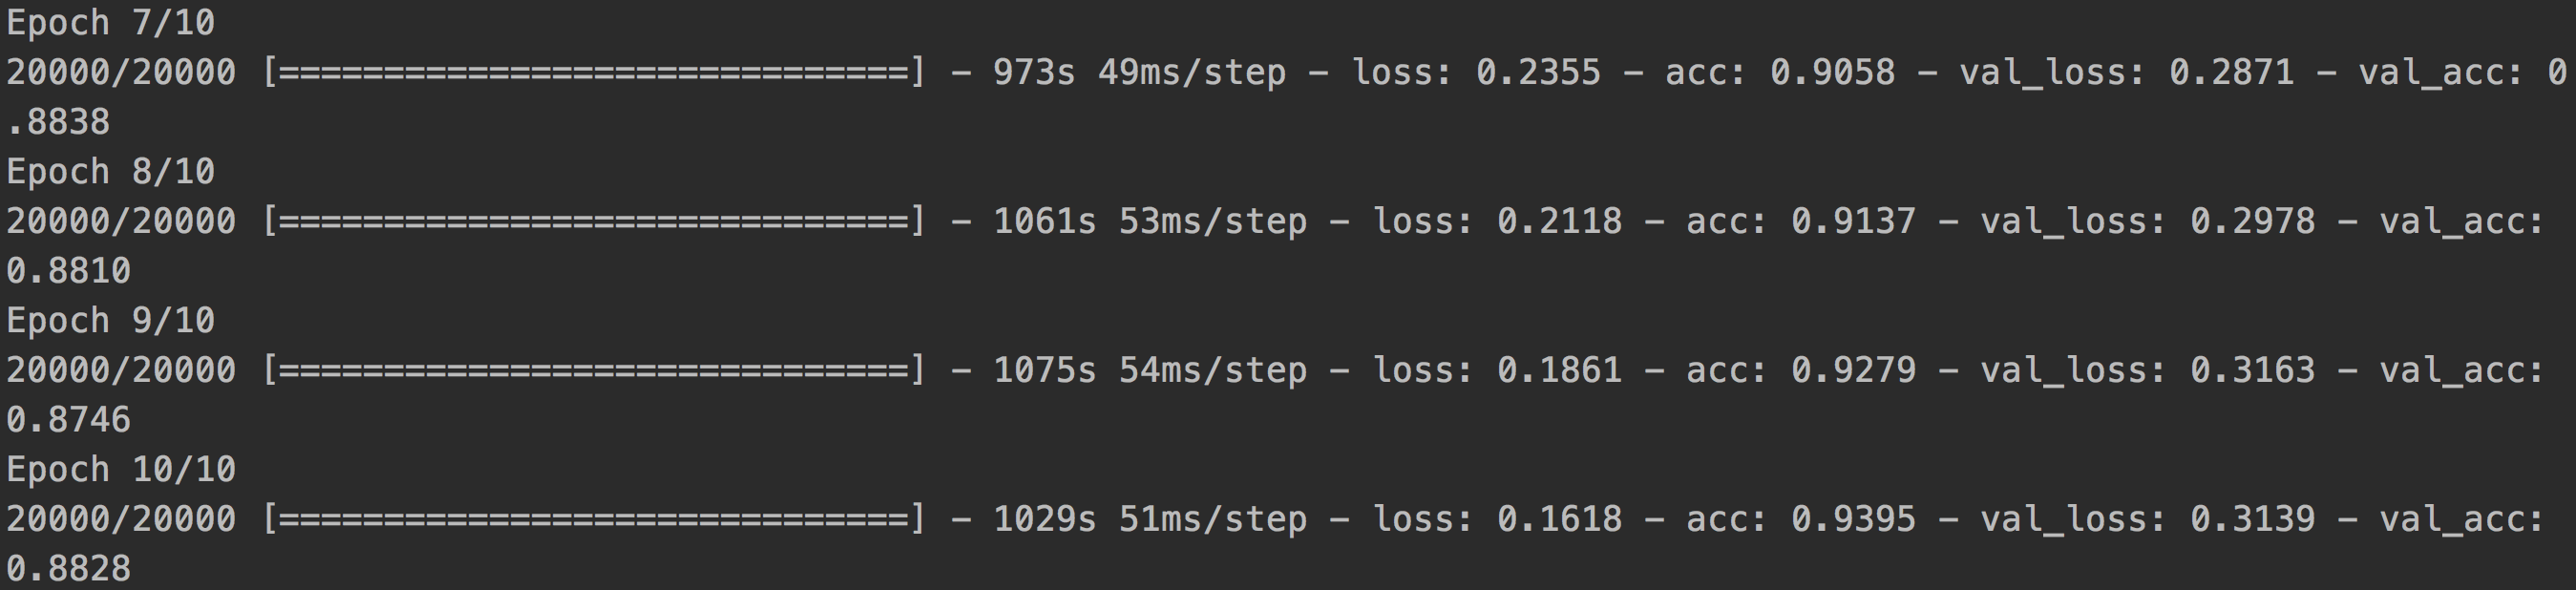 Epoch 7/10
20000/20000 [==============================] - 973s 49ms/step - loss: 0.2355 - acc: 0.9058 - val_loss: 0.2871 - val_acc: 0
.8838
Epoch 8/10
20000/20000 [==============================] - 1061s 53ms/step - loss: 0.2118 - acc: 0.9137 - val_loss: 0.2978 - val_acc:
0.8810
Epoch 9/10
20000/20000 [==============================] - 1075s 54ms/step - loss: 0.1861 - acc: 0.9279 - val_loss: 0.3163 - val_acc:
0.8746
Epoch 10/10
20000/20000 [==============================] - 1029s 51ms/step - loss: 0.1618 - acc: 0.9395 - val_loss: 0.3139 - val_acc:
0.8828